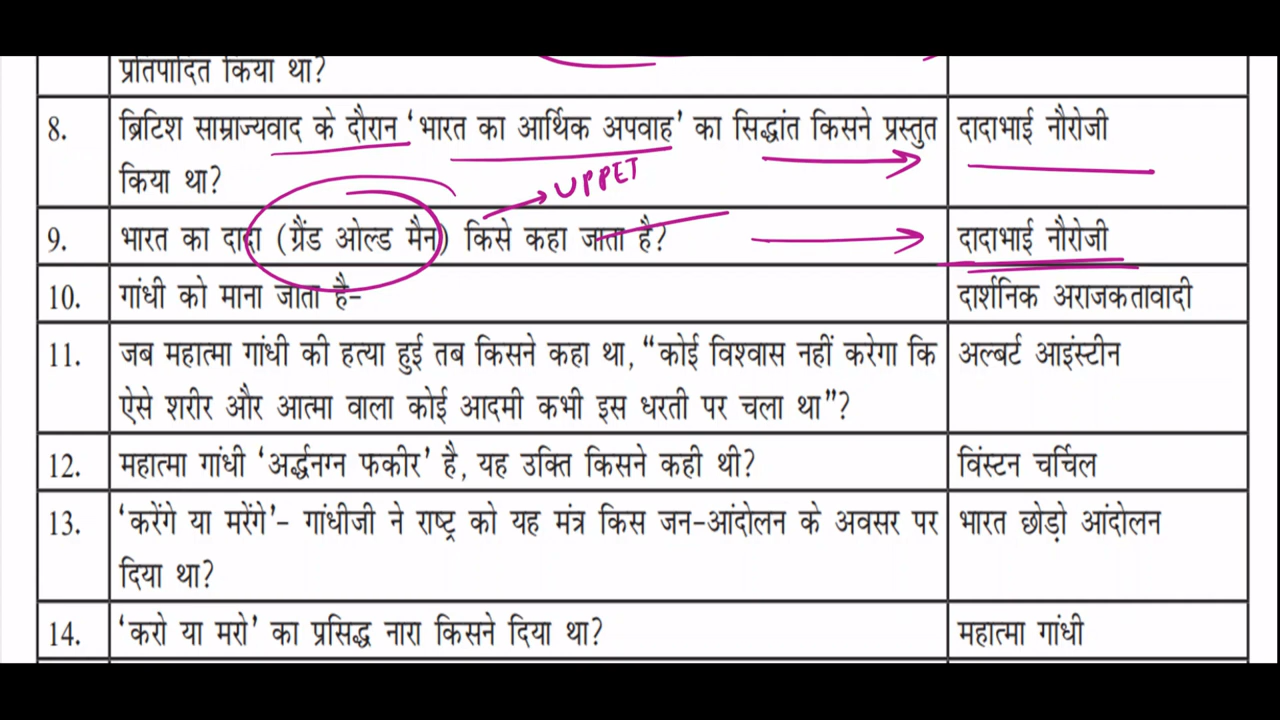 प्रतिपादित किया था?
8. ब्रिटिश साम्राज्यवाद के दौरान ‘भारत का आर्थिक अपवाह’ का सिद्धांत किसने प्रस्तुत दादाभाई नौरोजी
किया था?
UPPET
9. भारत का दादा (ग्रैंड ओल्ड मैन) किसे कहा जाता है? दादाभाई नौरोजी
10. गांधी को माना जाता है- दार्शनिक अराजकतावादी
11. जब महात्मा गांधी की हत्या हुई तब किसने कहा था, “कोई विश्वास नहीं करेगा कि अल्बर्ट आइंस्टीन
ऐसे शरीर और आत्मा वाला कोई आदमी कभी इस धरती पर चला था”?
12. महात्मा गांधी ‘अर्द्धनग्न फकीर’ है, यह उक्ति किसने कही थी? विंस्टन चर्चिल
13. ‘करेंगे या मरेंगे’- गांधीजी ने राष्ट्र को यह मंत्र किस जन-आंदोलन के अवसर पर भारत छोड़ो आंदोलन
दिया था?
14. ‘करो या मरो’ का प्रसिद्ध नारा किसने दिया था? महात्मा गांधी